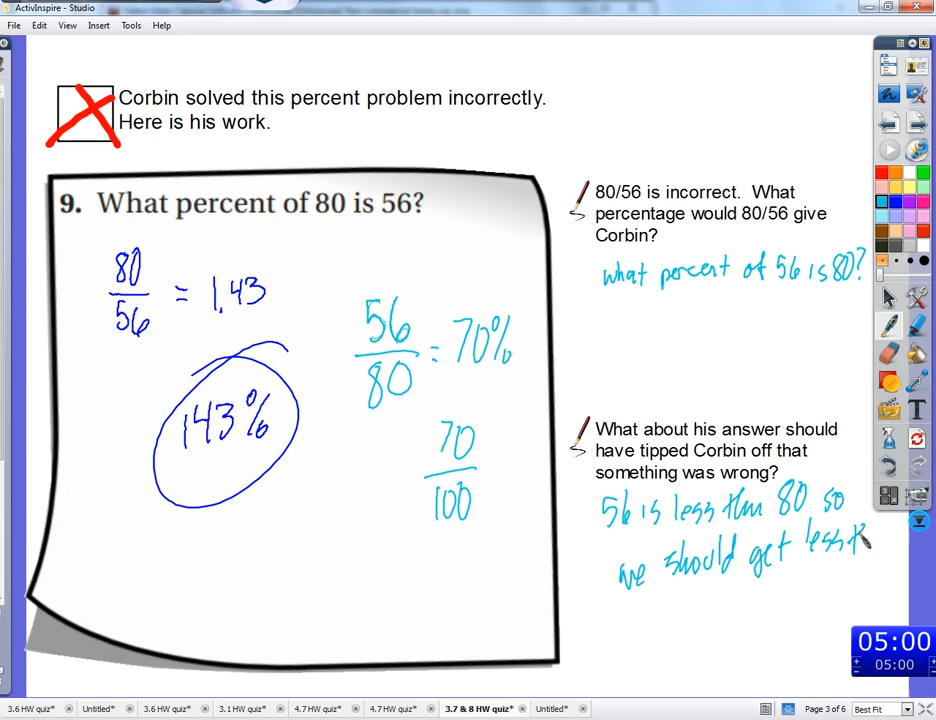 ActivInspire - Studio
File Edit View Insert Tools Help
Corbin solved this percent problem incorrectly.
Here is his work.
9. What percent of 80 is 56?
80
56
= 1.43
143%
56
80
= 70%
70
100
80/56 is incorrect. What
percentage would 80/56 give
Corbin?
what percent of 56 is 80?
What about his answer should
have tipped Corbin off that
something was wrong?
56 is less than 80 so
we should get less t
05:00
05:00
3.6 HW quiz* Untitled* 3.6 HW quiz* 3.1 HW quiz* 4.7 HW quiz* 4.7 HW quiz* 3.7 & 8 HW quiz* Untitled* Page 3 of 6 Best Fit